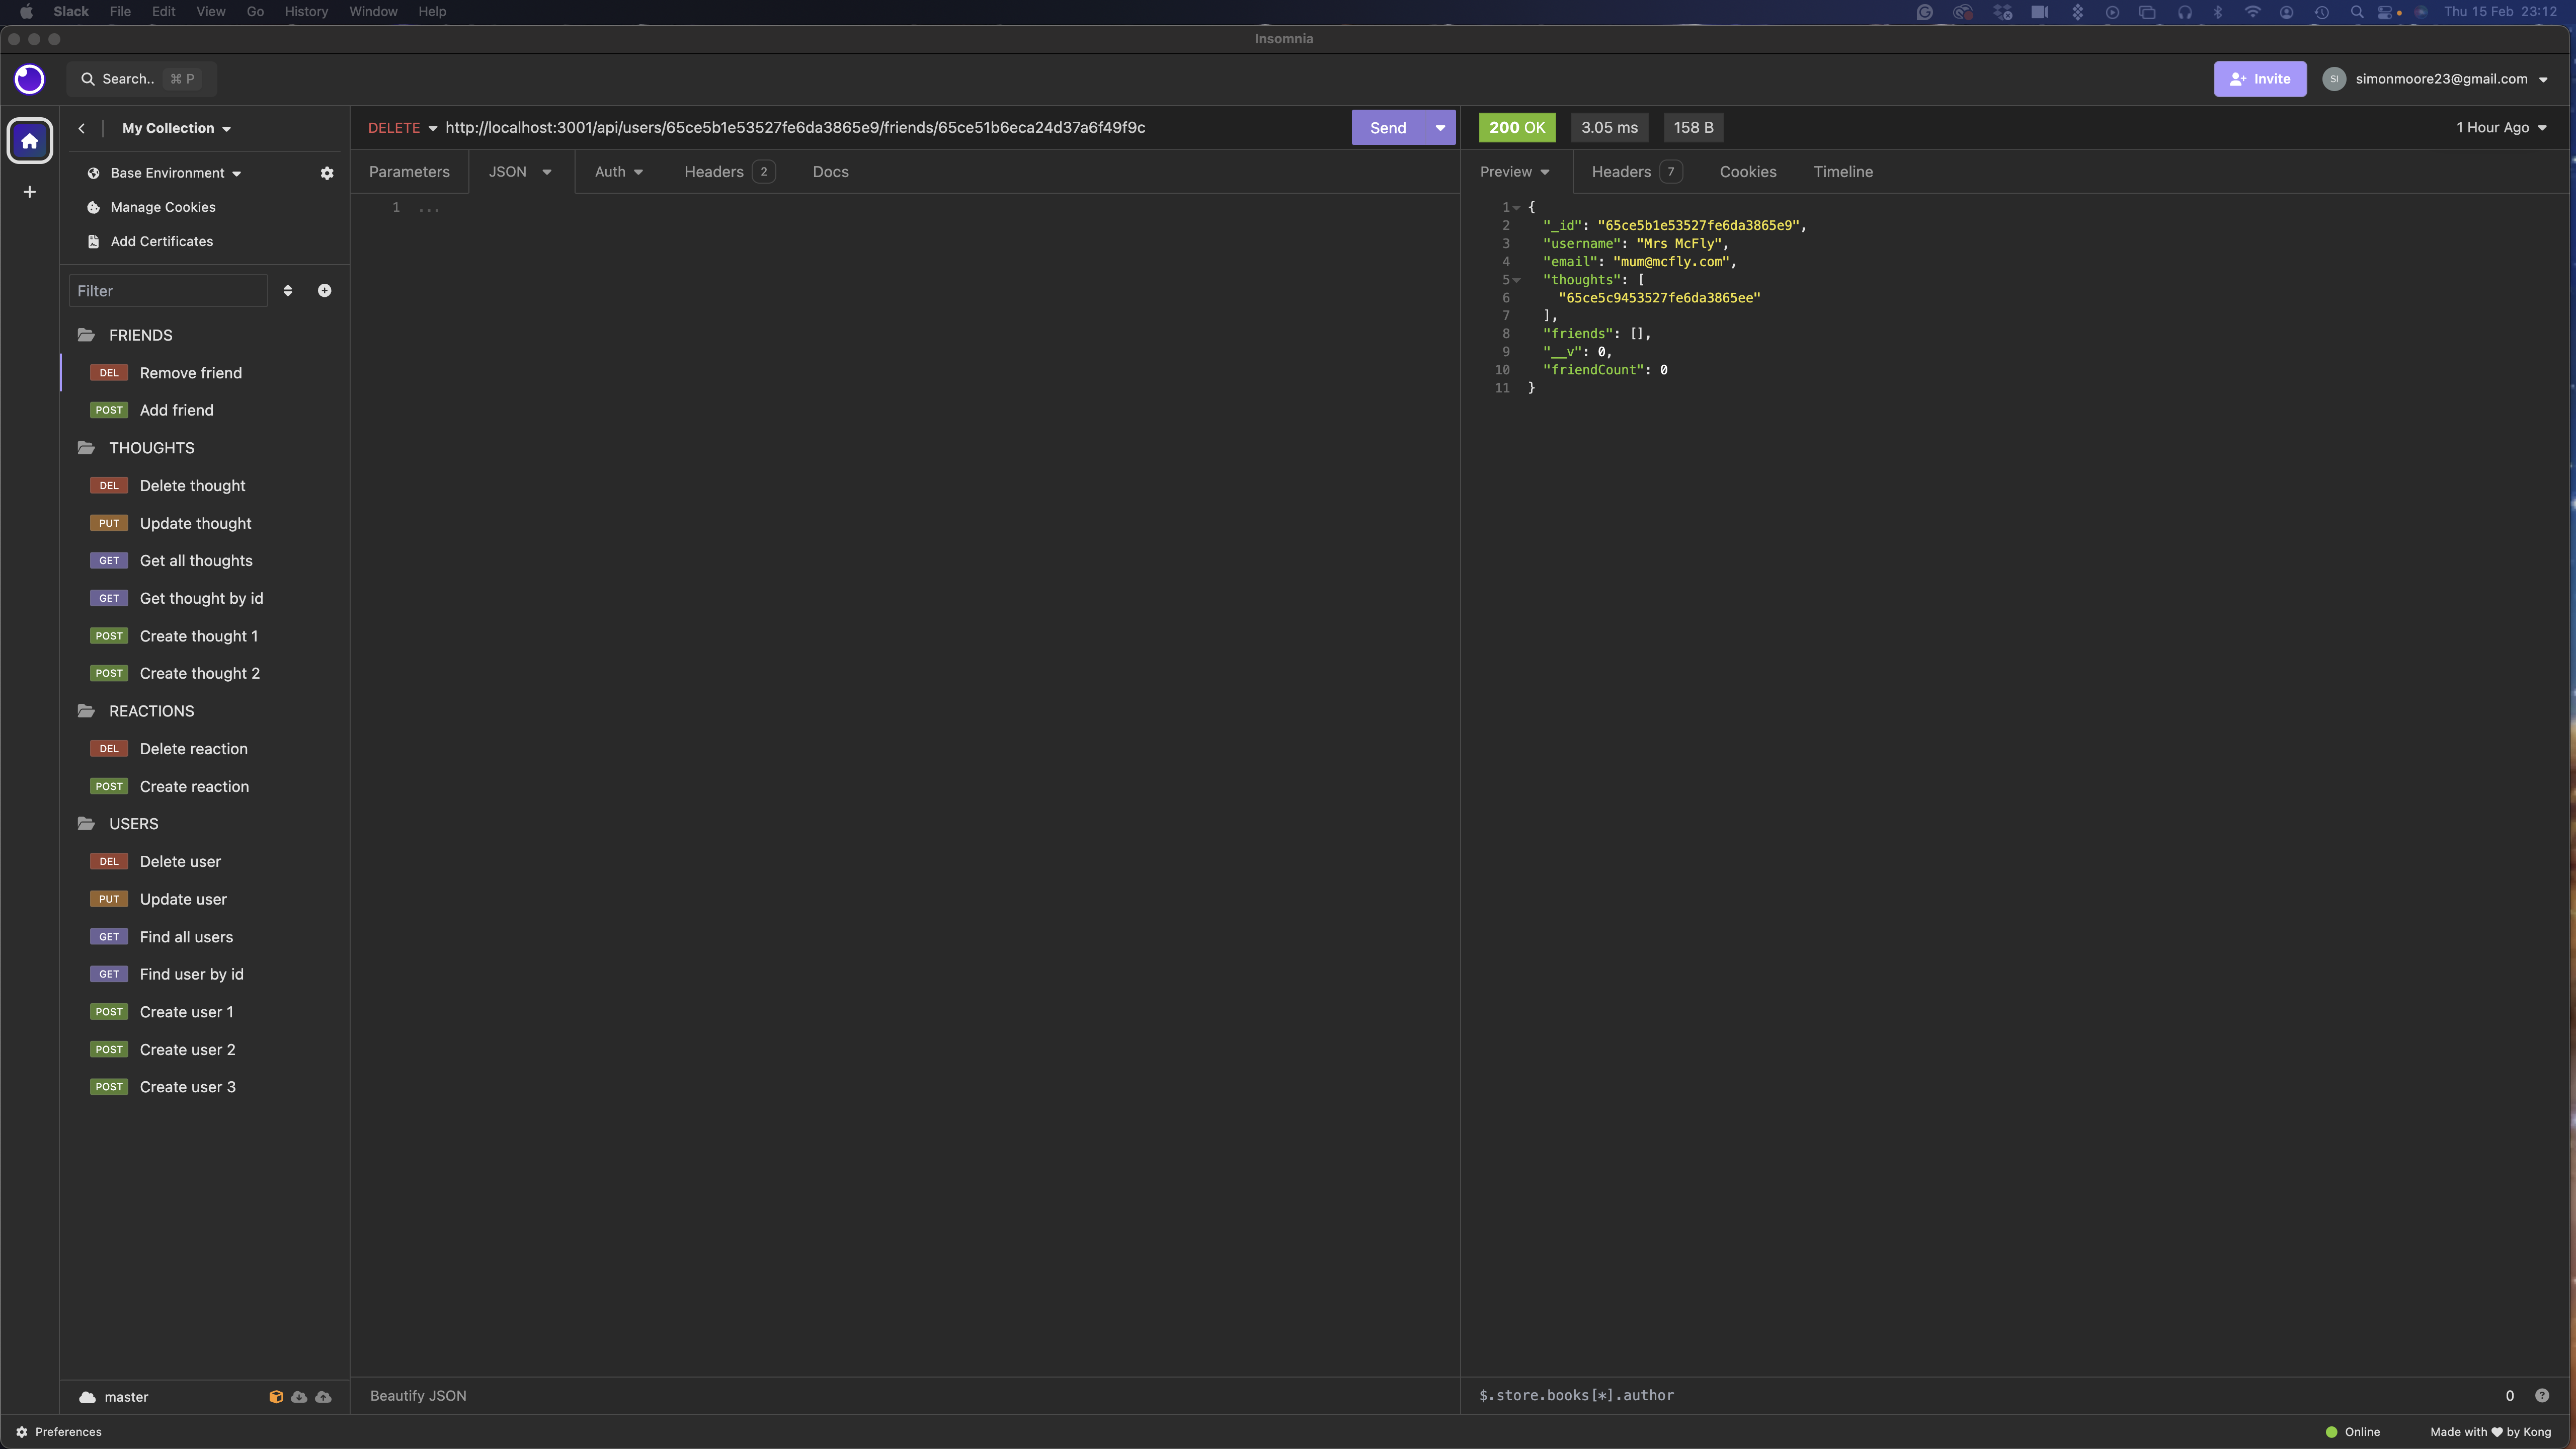 Slack File Edit View Go History Window Help Thu 15 Feb 23:12
Insomnia
Search.. ⌘ P Invite SI simonmoore23@gmail.com
My Collection
Base Environment
Manage Cookies
Add Certificates
Filter
FRIENDS
DEL Remove friend
POST Add friend
THOUGHTS
DEL Delete thought
PUT Update thought
GET Get all thoughts
GET Get thought by id
POST Create thought 1
POST Create thought 2
REACTIONS
DEL Delete reaction
POST Create reaction
USERS
DEL Delete user
PUT Update user
GET Find all users
GET Find user by id
POST Create user 1
POST Create user 2
POST Create user 3
master
DELETE http://localhost:3001/api/users/65ce5b1e53527fe6da3865e9/friends/65ce51b6eca24d37a6f49f9c Send
Parameters JSON Auth Headers 2 Docs
1 ...
Beautify JSON
200 OK 3.05 ms 158 B 1 Hour Ago
Preview Headers 7 Cookies Timeline
1 {
2 "_id": "65ce5b1e53527fe6da3865e9",
3 "username": "Mrs McFly",
4 "email": "mum@mcfly.com",
5 "thoughts": [
6 "65ce5c9453527fe6da3865ee"
7 ],
8 "friends": [],
9 "__v": 0,
10 "friendCount": 0
11 }
$.store.books[*].author 0 ?
Preferences Online Made with ♥ by Kong